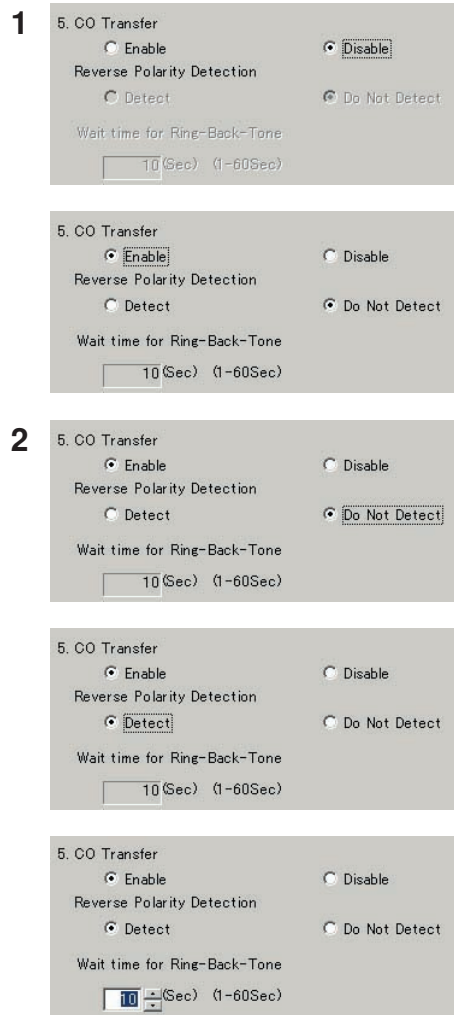 1
5. CO Transfer
Enable Disable
Reverse Polarity Detection
Detect Do Not Detect
Wait time for Ring-Back-Tone
10 (Sec) (1-60Sec)
5. CO Transfer
Enable Disable
Reverse Polarity Detection
Detect Do Not Detect
Wait time for Ring-Back-Tone
10 (Sec) (1-60Sec)
2
5. CO Transfer
Enable Disable
Reverse Polarity Detection
Detect Do Not Detect
Wait time for Ring-Back-Tone
10 (Sec) (1-60Sec)
5. CO Transfer
Enable Disable
Reverse Polarity Detection
Detect Do Not Detect
Wait time for Ring-Back-Tone
10 (Sec) (1-60Sec)
5. CO Transfer
Enable Disable
Reverse Polarity Detection
Detect Do Not Detect
Wait time for Ring-Back-Tone
10 (Sec) (1-60Sec)